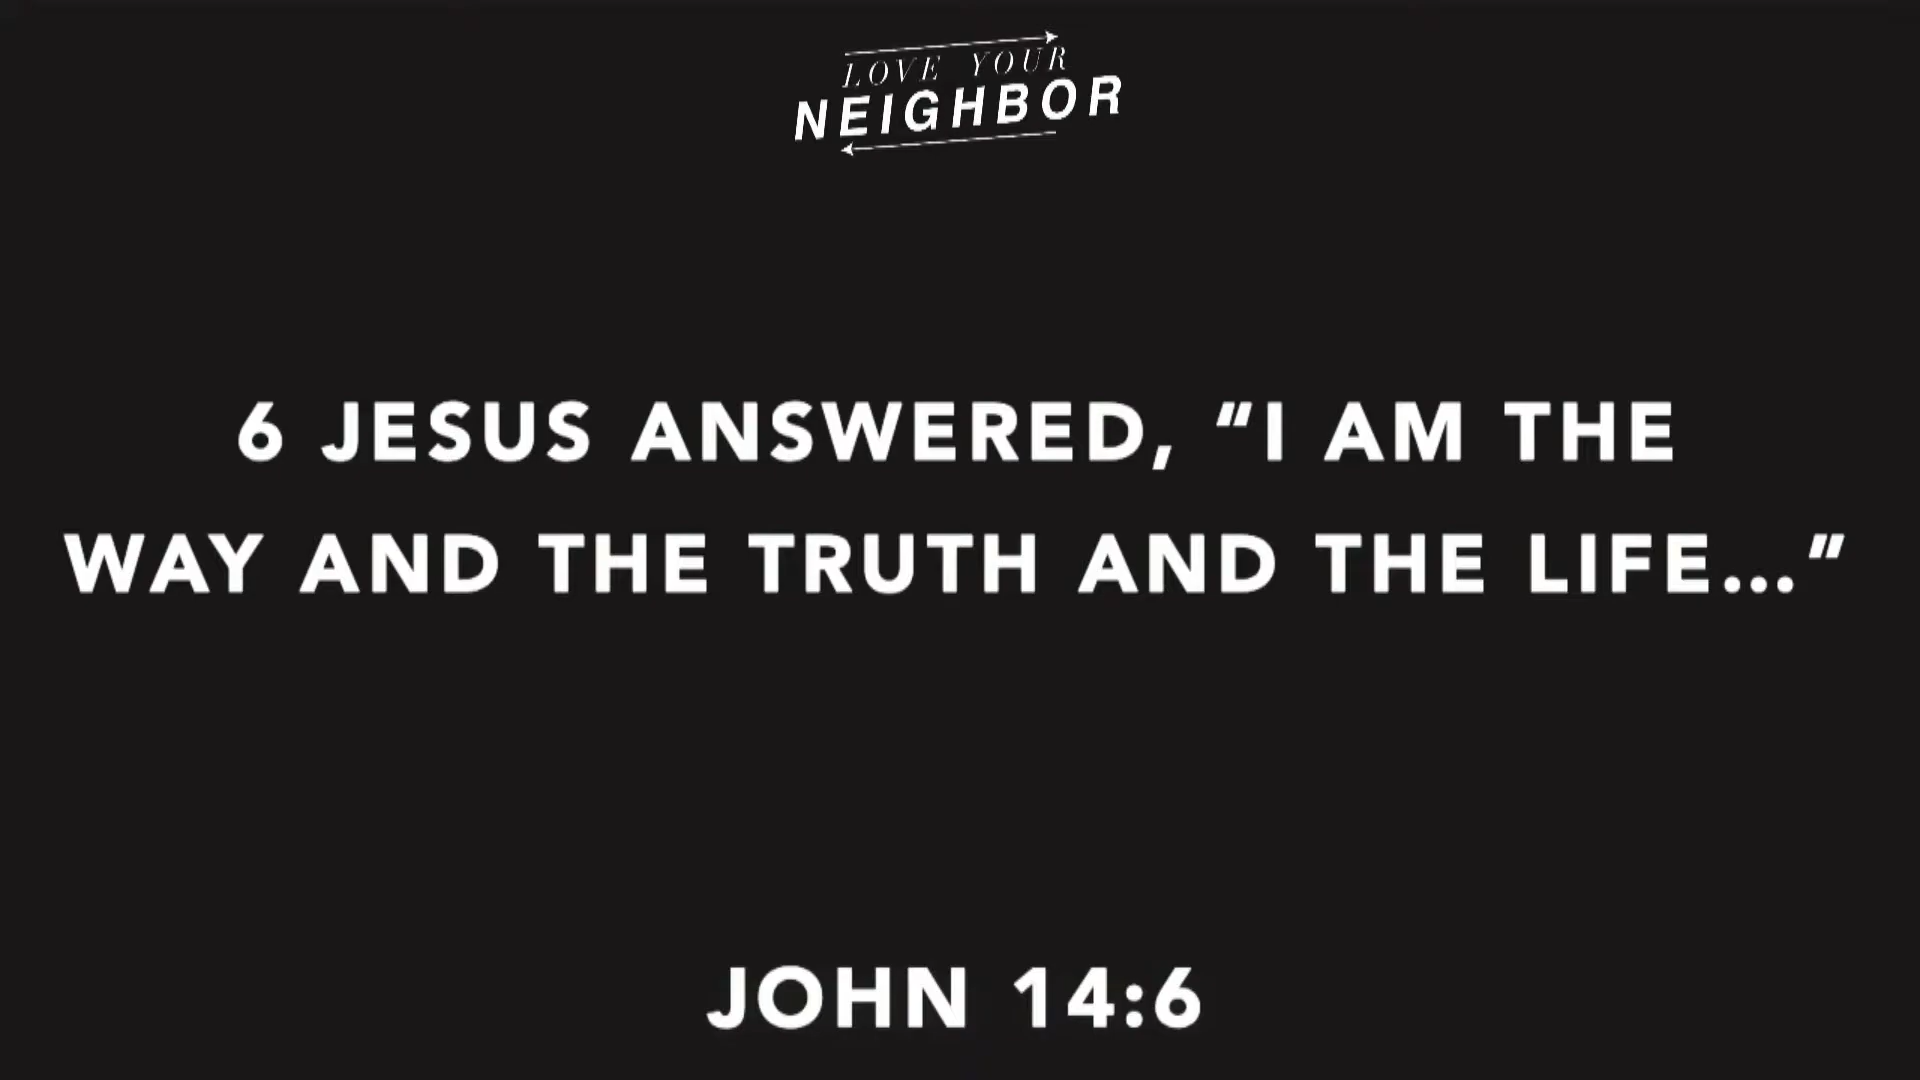 LOVE YOUR
NEIGHBOR
6 JESUS ANSWERED, “I AM THE
WAY AND THE TRUTH AND THE LIFE...”
JOHN 14:6